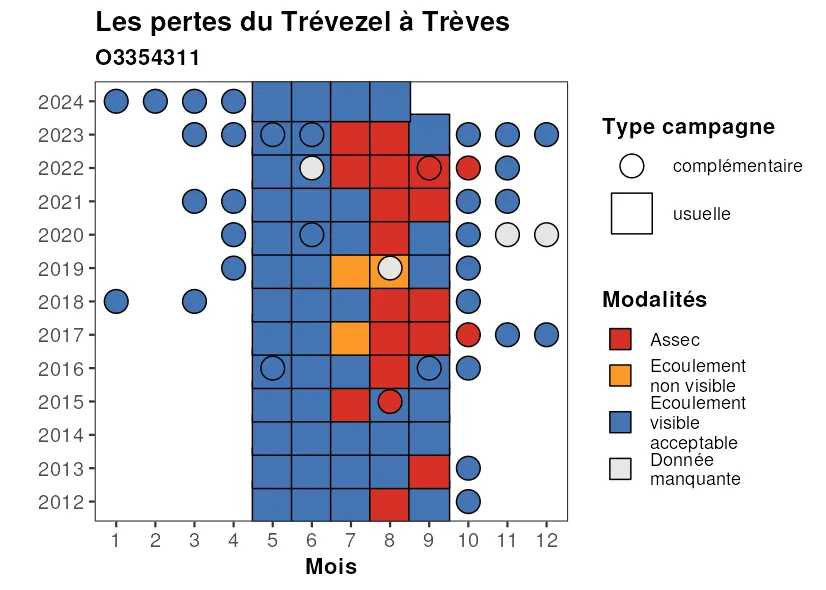 Les pertes du Trévezel à Trèves
O3354311
2024
2023
2022
2021
2020
2019
2018
2017
2016
2015
2014
2013
2012
1 2 3 4 5 6 7 8 9 10 11 12
Mois
Type campagne
complémentaire
usuelle
Modalités
Assec
Ecoulement
non visible
Ecoulement
visible
acceptable
Donnée
manquante